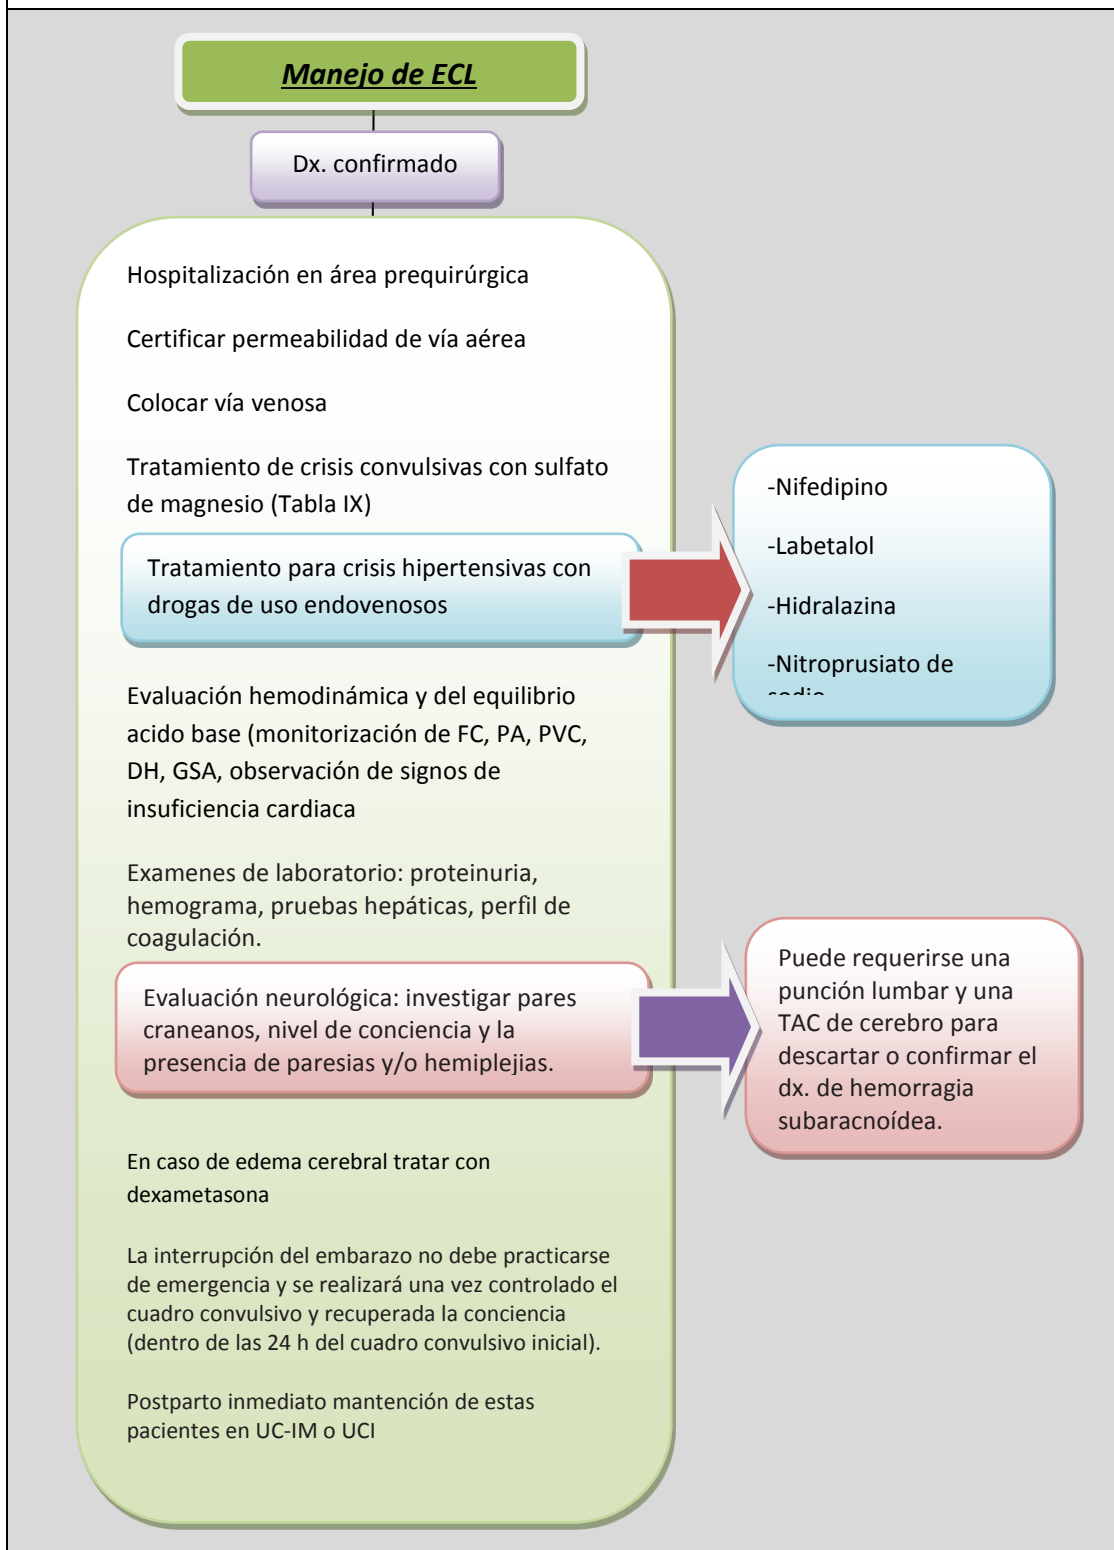 Manejo de ECL
Dx. confirmado
Hospitalización en área prequirúrgica
Certificar permeabilidad de vía aérea
Colocar vía venosa
Tratamiento de crisis convulsivas con sulfato
de magnesio (Tabla IX)
Tratamiento para crisis hipertensivas con
drogas de uso endovenosos
-Nifedipino
-Labetalol
-Hidralazina
-Nitroprusiato de
sodio
Evaluación hemodinámica y del equilibrio
acido base (monitorización de FC, PA, PVC,
DH, GSA, observación de signos de
insuficiencia cardiaca
Examenes de laboratorio: proteinuria,
hemograma, pruebas hepáticas, perfil de
coagulación.
Evaluación neurológica: investigar pares
craneanos, nivel de conciencia y la
presencia de paresias y/o hemiplejias.
Puede requerirse una
punción lumbar y una
TAC de cerebro para
descartar o confirmar el
dx. de hemorragia
subaracnoídea.
En caso de edema cerebral tratar con
dexametasona
La interrupción del embarazo no debe practicarse
de emergencia y se realizará una vez controlado el
cuadro convulsivo y recuperada la conciencia
(dentro de las 24 h del cuadro convulsivo inicial).
Postparto inmediato mantención de estas
pacientes en UC-IM o UCI